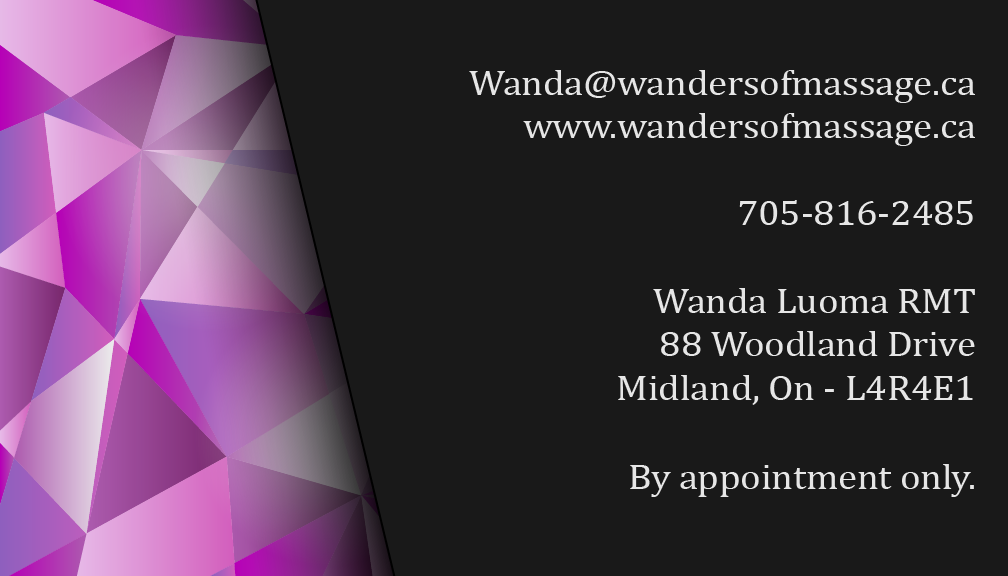 Wanda@wandersofmassage.ca
www.wandersofmassage.ca
705-816-2485
Wanda Luoma RMT
88 Woodland Drive
Midland, On - L4R4E1
By appointment only.